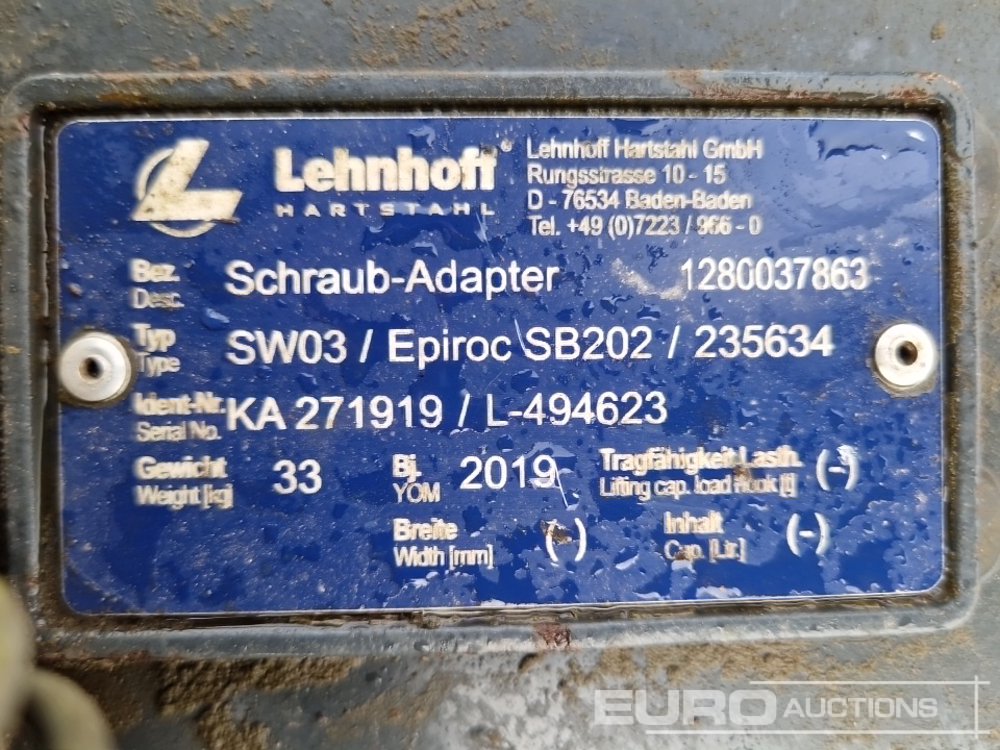 Lehnhoff®
HARTSTAHL
Lehnhoff Hartstahl GmbH
Rungsstrasse 10 - 15
D - 76534 Baden-Baden
Tel. +49 (0)7223 / 966 - 0
Bez. Schraub-Adapter 1280037863
Desc.
Typ SW03 / Epiroc SB202 / 235634
Type
Ident-Nr. KA 271919 / L-494623
Serial No.
Gewicht 33 Bj. 2019 Tragfähigkeit Lasth. (-)
Weight [kg] YOM Lifting cap. load hook [t]
Breite (-) Inhalt (-)
Width [mm] Cap. [Ltr.]
EURO AUCTIONS